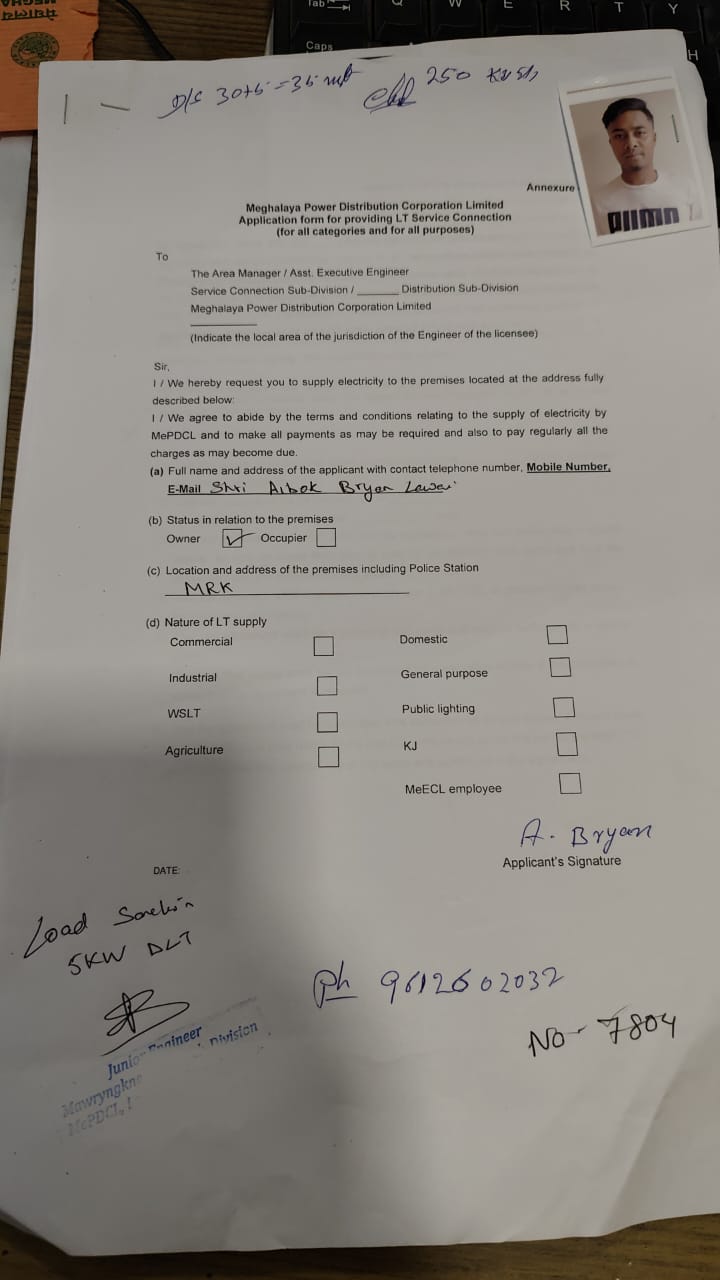 मेघालय
Tab Q W E R T Y
Caps H
30+5 = 35 250 KVA
Annexure
PUMA
Meghalaya Power Distribution Corporation Limited
Application form for providing LT Service Connection
(for all categories and for all purposes)
To
The Area Manager / Asst. Executive Engineer
Service Connection Sub-Division / _______ Distribution Sub-Division
Meghalaya Power Distribution Corporation Limited
(Indicate the local area of the jurisdiction of the Engineer of the licensee)
Sir,
I / We hereby request you to supply electricity to the premises located at the address fully
described below:
I / We agree to abide by the terms and conditions relating to the supply of electricity by
MePDCL and to make all payments as may be required and also to pay regularly all the
charges as may become due.
(a) Full name and address of the applicant with contact telephone number, Mobile Number,
E-Mail Shri Aibok Bryan
(b) Status in relation to the premises
Owner Occupier
(c) Location and address of the premises including Police Station
MRK
(d) Nature of LT supply
Commercial Domestic
Industrial General purpose
WSLT Public lighting
Agriculture KJ
MeECL employee
A. Bryan
Applicant's Signature
DATE:
Load Sanction
5KW DLT
Ph 9612602032
No- 7804
Junior Engineer
Division
MePDCL